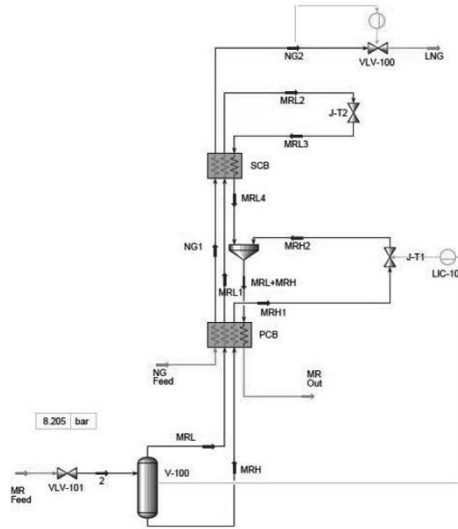 NG2
VLV-100
LNG
MRL2
J-T2
MRL3
SCB
MRL4
NG1
MRH2
J-T1
MRL1
MRL+MRH
LIC-10
MRH1
PCB
NG
Feed
MR
Out
8.205 bar
MRL
V-100
MRH
2
MR
Feed
VLV-101